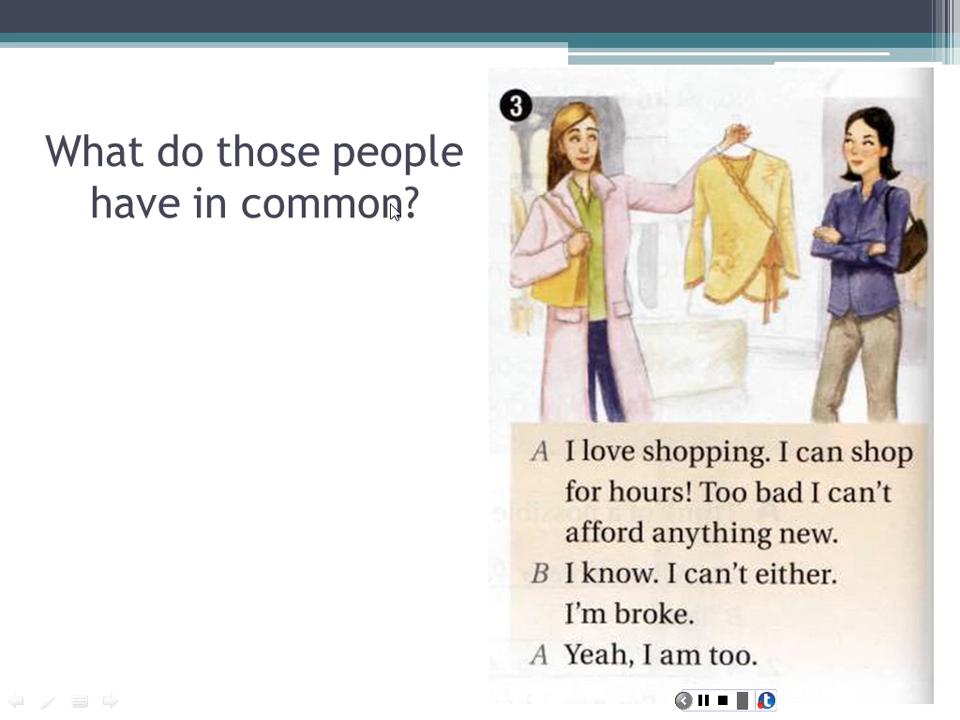 What do those people
have in common?
3
A I love shopping. I can shop
for hours! Too bad I can't
afford anything new.
B I know. I can't either.
I'm broke.
A Yeah, I am too.